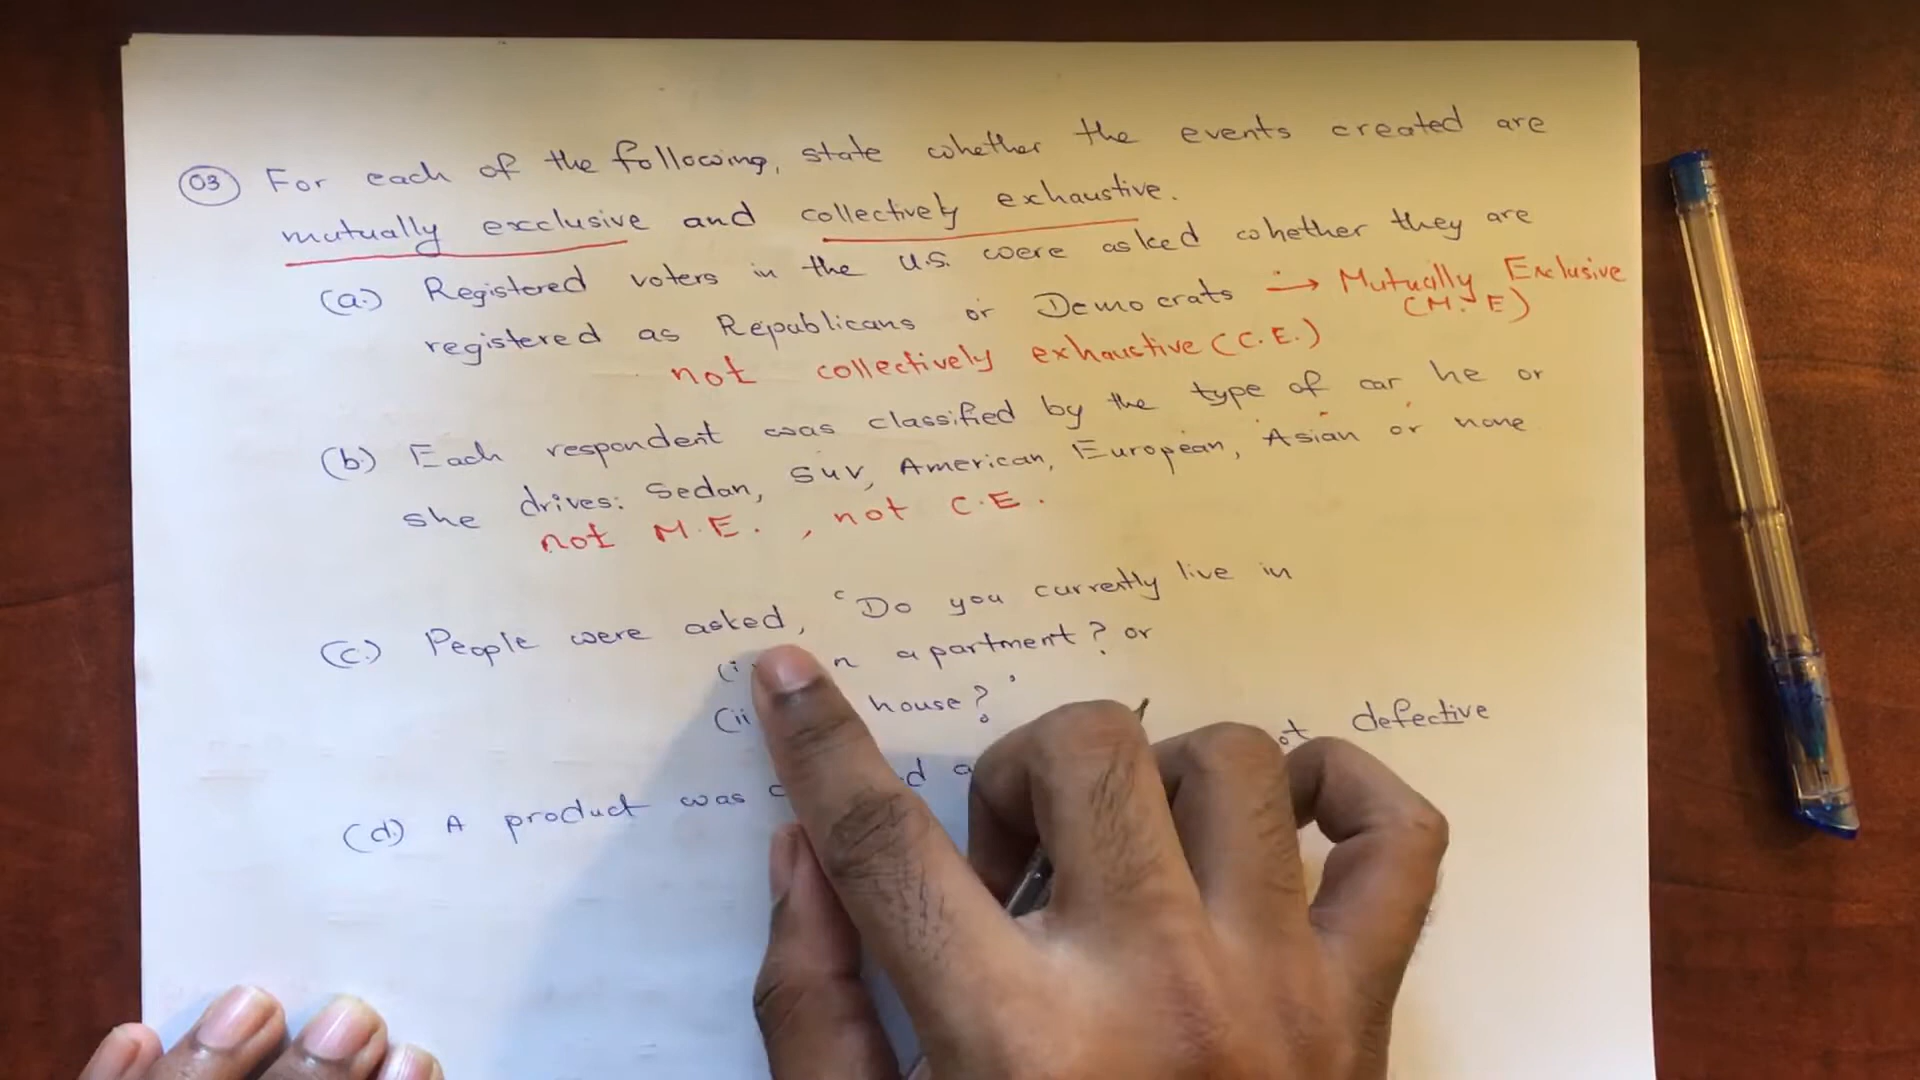 03 For each of the following, state whether the events created are
mutually exclusive and collectively exhaustive.
(a.) Registered voters in the U.S. were asked whether they are
registered as Republicans or Democrats → Mutually Exclusive
(M.E)
not collectively exhaustive (C.E.)
(b.) Each respondent was classified by the type of car he or
she drives: Sedan, SUV, American, European, Asian or none
not M.E. , not C.E.
(c.) People were asked, 'Do you currently live in
(i apartment? or
(ii house?'
(d.) A product was defective